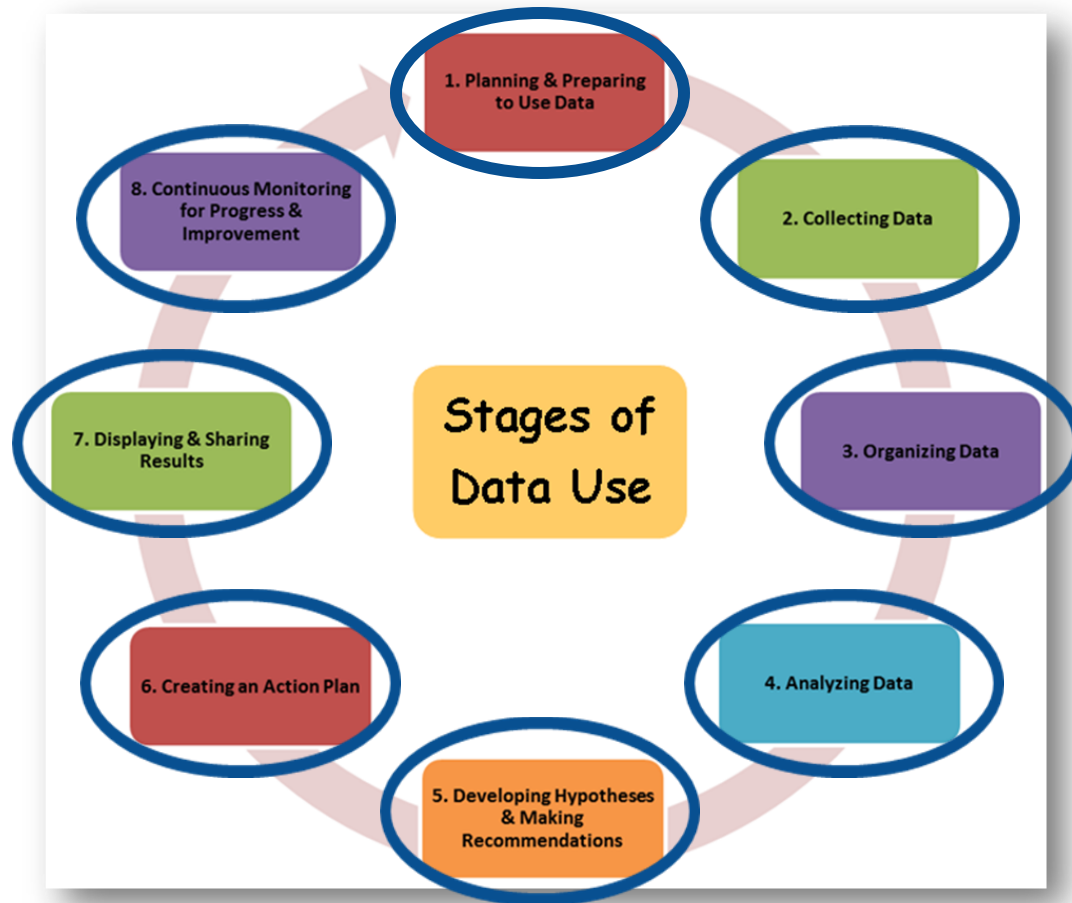 1. Planning & Preparing
to Use Data
2. Collecting Data
3. Organizing Data
4. Analyzing Data
5. Developing Hypotheses
& Making
Recommendations
6. Creating an Action Plan
7. Displaying & Sharing
Results
8. Continuous Monitoring
for Progress &
Improvement
Stages of
Data Use